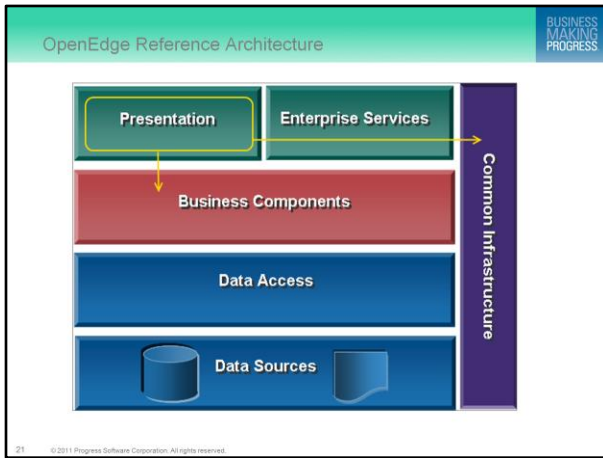 OpenEdge Reference Architecture
BUSINESS
MAKING
PROGRESS™
Presentation
Enterprise Services
Business Components
Data Access
Data Sources
Common Infrastructure
21
© 2011 Progress Software Corporation. All rights reserved.